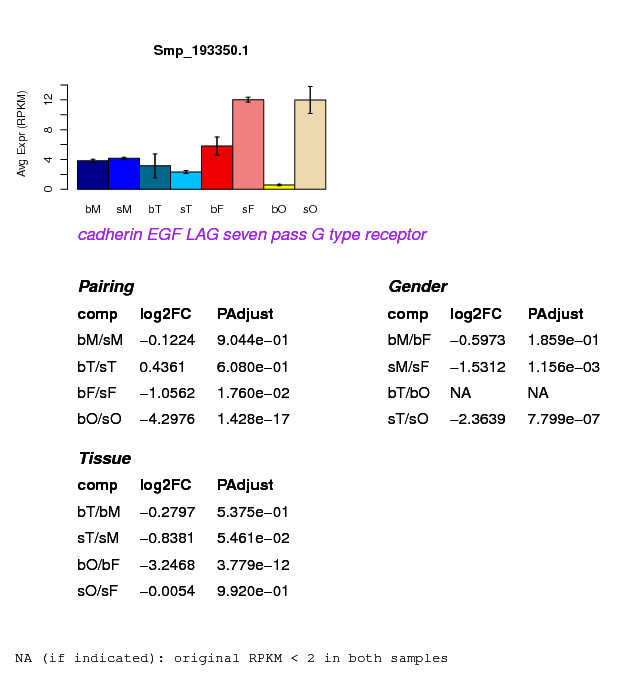 Smp_193350.1
Avg Expr (RPKM)
0 4 8 12
bM sM bT sT bF sF bO sO
cadherin EGF LAG seven pass G type receptor
Pairing
comp log2FC PAdjust
bM/sM −0.1224 9.044e−01
bT/sT 0.4361 6.080e−01
bF/sF −1.0562 1.760e−02
bO/sO −4.2976 1.428e−17
Gender
comp log2FC PAdjust
bM/bF −0.5973 1.859e−01
sM/sF −1.5312 1.156e−03
bT/bO NA NA
sT/sO −2.3639 7.799e−07
Tissue
comp log2FC PAdjust
bT/bM −0.2797 5.375e−01
sT/sM −0.8381 5.461e−02
bO/bF −3.2468 3.779e−12
sO/sF −0.0054 9.920e−01
NA (if indicated): original RPKM < 2 in both samples